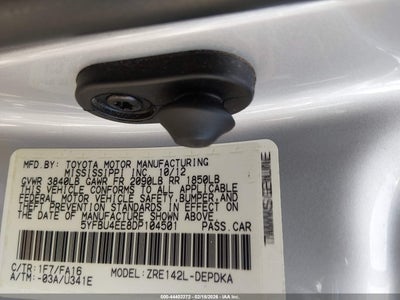 MFD. BY: TOYOTA MOTOR MANUFACTURING
MISSISSIPPI INC. 10/12
GVWR 3840LB GAWR FR 2090LB RR 1850LB
THIS VEHICLE CONFORMS TO ALL APPLICABLE
FEDERAL MOTOR VEHICLE SAFETY, BUMPER, AND
THEFT PREVENTION STANDARDS IN EFFECT ON
THE DATE OF MANUFACTURE SHOWN ABOVE.
5YFBU4EE8DP104501 PASS.CAR
C/TR:1F7/FA16 MODEL: ZRE142L-DEPDKA
A/TM:-03A/U341E